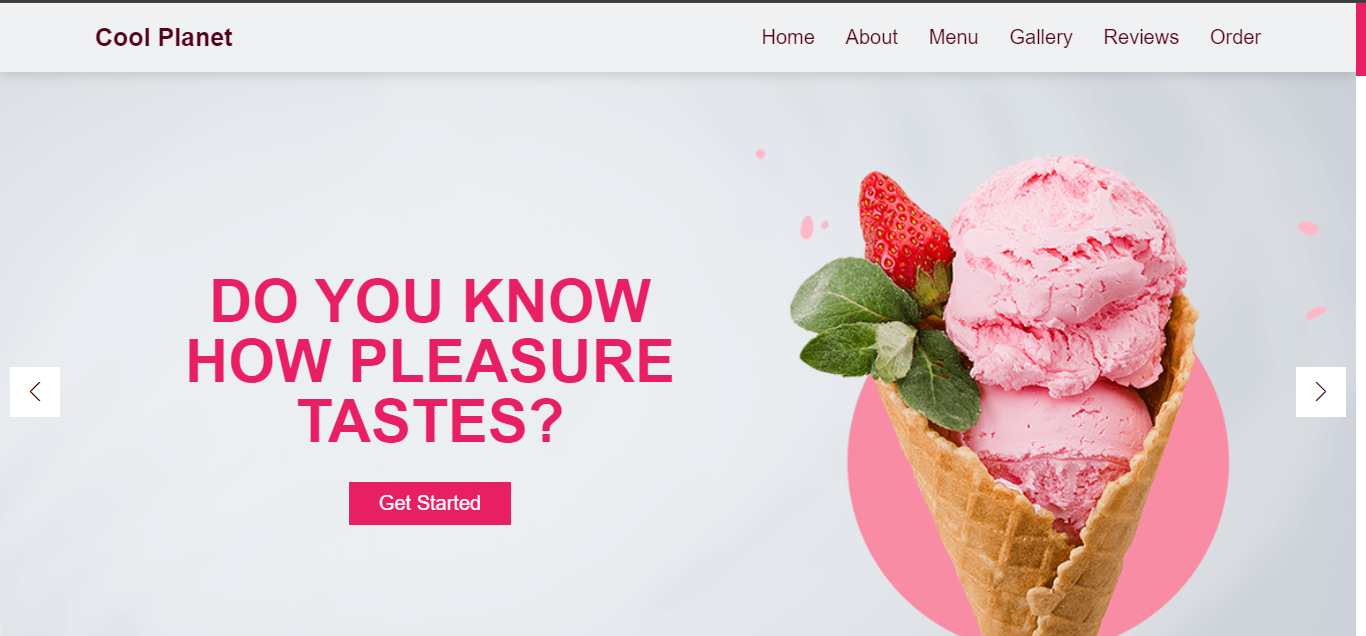 Cool Planet
Home About Menu Gallery Reviews Order
DO YOU KNOW
HOW PLEASURE
TASTES?
Get Started